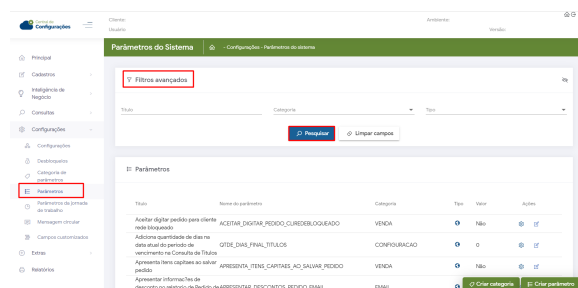 Central de
Configurações
Cliente:
Ambiente:
Usuário:
Versão:
Parâmetros do Sistema
- Configurações - Parâmetros do sistema
Principal
Cadastros
Inteligência de
Negócio
Consultas
Configurações
Configurações
Desbloqueios
Categoria de
parâmetros
Parâmetros
Parâmetros da jornada
de trabalho
Mensagem circular
Campos customizados
Extras
Relatórios
Filtros avançados
Título
Categoria
Tipo
Pesquisar
Limpar campos
Parâmetros
Título Nome do parâmetro Categoria Tipo Valor Ações
Aceitar digitar pedido para cliente
rede bloqueado
ACEITAR_DIGITAR_PEDIDO_CLIREDEBLOQUEADO VENDA Não
Adiciona quantidade de dias na
data atual do período de
vencimento na Consulta de Títulos
QTDE_DIAS_FINAL_TITULOS CONFIGURACAO 0
Apresenta itens capitaes ao salvar
pedido
APRESENTA_ITENS_CAPITAES_AO_SALVAR_PEDIDO VENDA Não
Apresentar informac?es de
desconto no relatorio de Pedido de
APRESENTAR_DESCONTOS_PEDIDO_EMAIL EMAIL
Criar categoria
Criar parâmetro